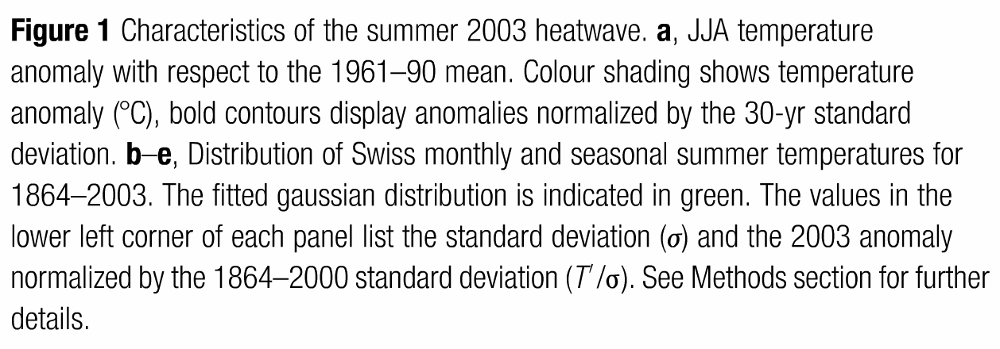 Figure 1 Characteristics of the summer 2003 heatwave. a, JJA temperature
anomaly with respect to the 1961–90 mean. Colour shading shows temperature
anomaly (°C), bold contours display anomalies normalized by the 30-yr standard
deviation. b–e, Distribution of Swiss monthly and seasonal summer temperatures for
1864–2003. The fitted gaussian distribution is indicated in green. The values in the
lower left corner of each panel list the standard deviation (σ) and the 2003 anomaly
normalized by the 1864–2000 standard deviation (T′/σ). See Methods section for further
details.